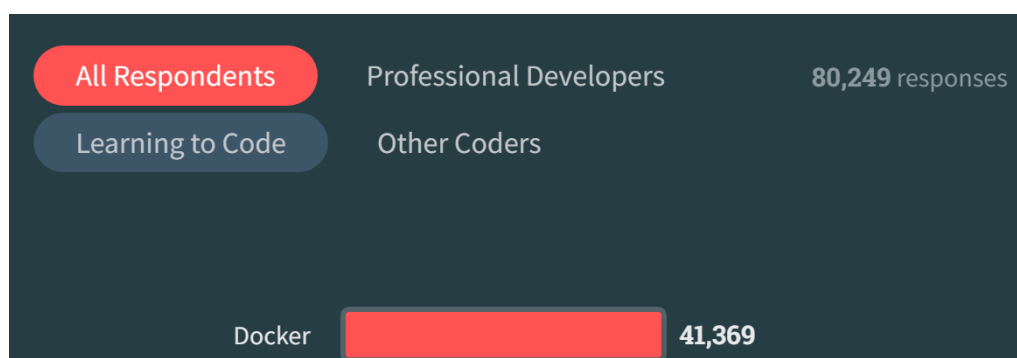 All Respondents Professional Developers 80,249 responses
Learning to Code Other Coders
Docker 41,369